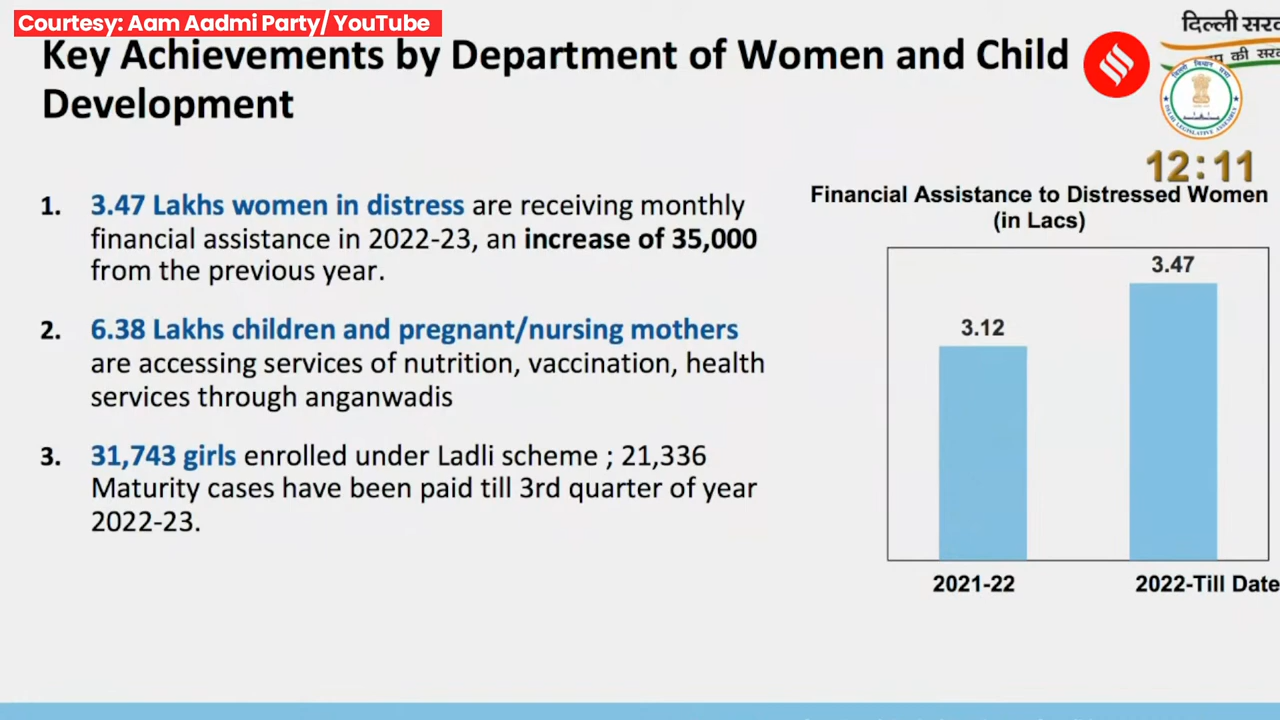 Courtesy: Aam Aadmi Party/ YouTube
Key Achievements by Department of Women and Child
Development
दिल्ली
की
DELHI LEGISLATIVE ASSEMBLY
12:11
1. 3.47 Lakhs women in distress are receiving monthly
financial assistance in 2022-23, an increase of 35,000
from the previous year.
2. 6.38 Lakhs children and pregnant/nursing mothers
are accessing services of nutrition, vaccination, health
services through anganwadis
3. 31,743 girls enrolled under Ladli scheme ; 21,336
Maturity cases have been paid till 3rd quarter of year
2022-23.
Financial Assistance to Distressed Women
(in Lacs)
3.12
3.47
2021-22
2022-Till Date